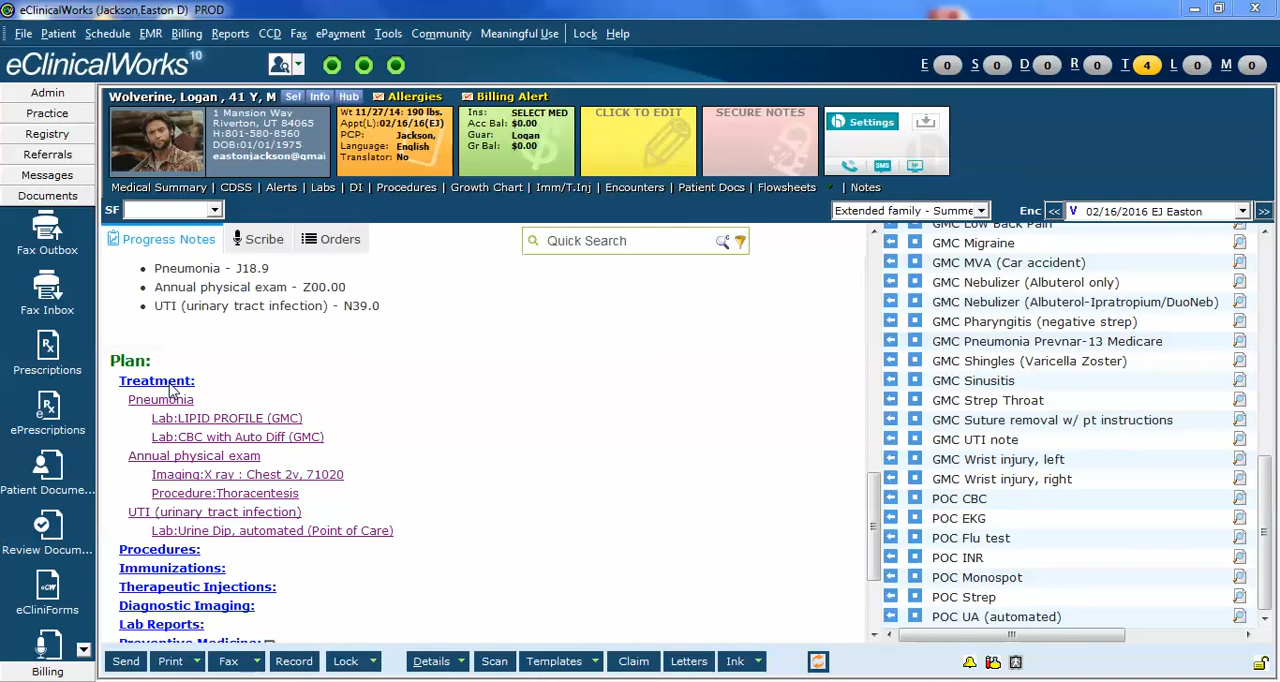 eClinicalWorks (Jackson,Easton D) PROD
File Patient Schedule EMR Billing Reports CCD Fax ePayment Tools Community Meaningful Use Lock Help
eClinicalWorks 10
E 0 S 0 D 0 R 0 T 4 L 0 M 0
Admin
Practice
Registry
Referrals
Messages
Documents
Fax Outbox
Fax Inbox
Prescriptions
ePrescriptions
Patient Docume...
Review Docum...
eCliniForms
Billing
Wolverine, Logan , 41 Y, M Sel Info Hub Allergies Billing Alert
1 Mansion Way
Riverton, UT 84065
H:801-580-8560
DOB:01/01/1975
eastonjackson@gmai
Wt 11/27/14: 190 lbs.
Appt(L):02/16/16(EJ)
PCP: Jackson,
Language: English
Translator: No
Ins: SELECT MED
Acc Bal: $0.00
Guar: Logan
Gr Bal: $0.00
CLICK TO EDIT
SECURE NOTES
h Settings
SMS
Medical Summary | CDSS | Alerts | Labs | DI | Procedures | Growth Chart | Imm/T.Inj | Encounters | Patient Docs | Flowsheets | Notes
SF
Extended family - Summe
Enc << V 02/16/2016 EJ Easton >>
Progress Notes Scribe Orders
Quick Search
• Pneumonia - J18.9
• Annual physical exam - Z00.00
• UTI (urinary tract infection) - N39.0
Plan:
Treatment:
Pneumonia
Lab:LIPID PROFILE (GMC)
Lab:CBC with Auto Diff (GMC)
Annual physical exam
Imaging:X ray : Chest 2v, 71020
Procedure:Thoracentesis
UTI (urinary tract infection)
Lab:Urine Dip, automated (Point of Care)
Procedures:
Immunizations:
Therapeutic Injections:
Diagnostic Imaging:
Lab Reports:
Preventive Medicine:
GMC Low Back Pain
GMC Migraine
GMC MVA (Car accident)
GMC Nebulizer (Albuterol only)
GMC Nebulizer (Albuterol-Ipratropium/DuoNeb)
GMC Pharyngitis (negative strep)
GMC Pneumonia Prevnar-13 Medicare
GMC Shingles (Varicella Zoster)
GMC Sinusitis
GMC Strep Throat
GMC Suture removal w/ pt instructions
GMC UTI note
GMC Wrist injury, left
GMC Wrist injury, right
POC CBC
POC EKG
POC Flu test
POC INR
POC Monospot
POC Strep
POC UA (automated)
Send Print Fax Record Lock Details Scan Templates Claim Letters Ink